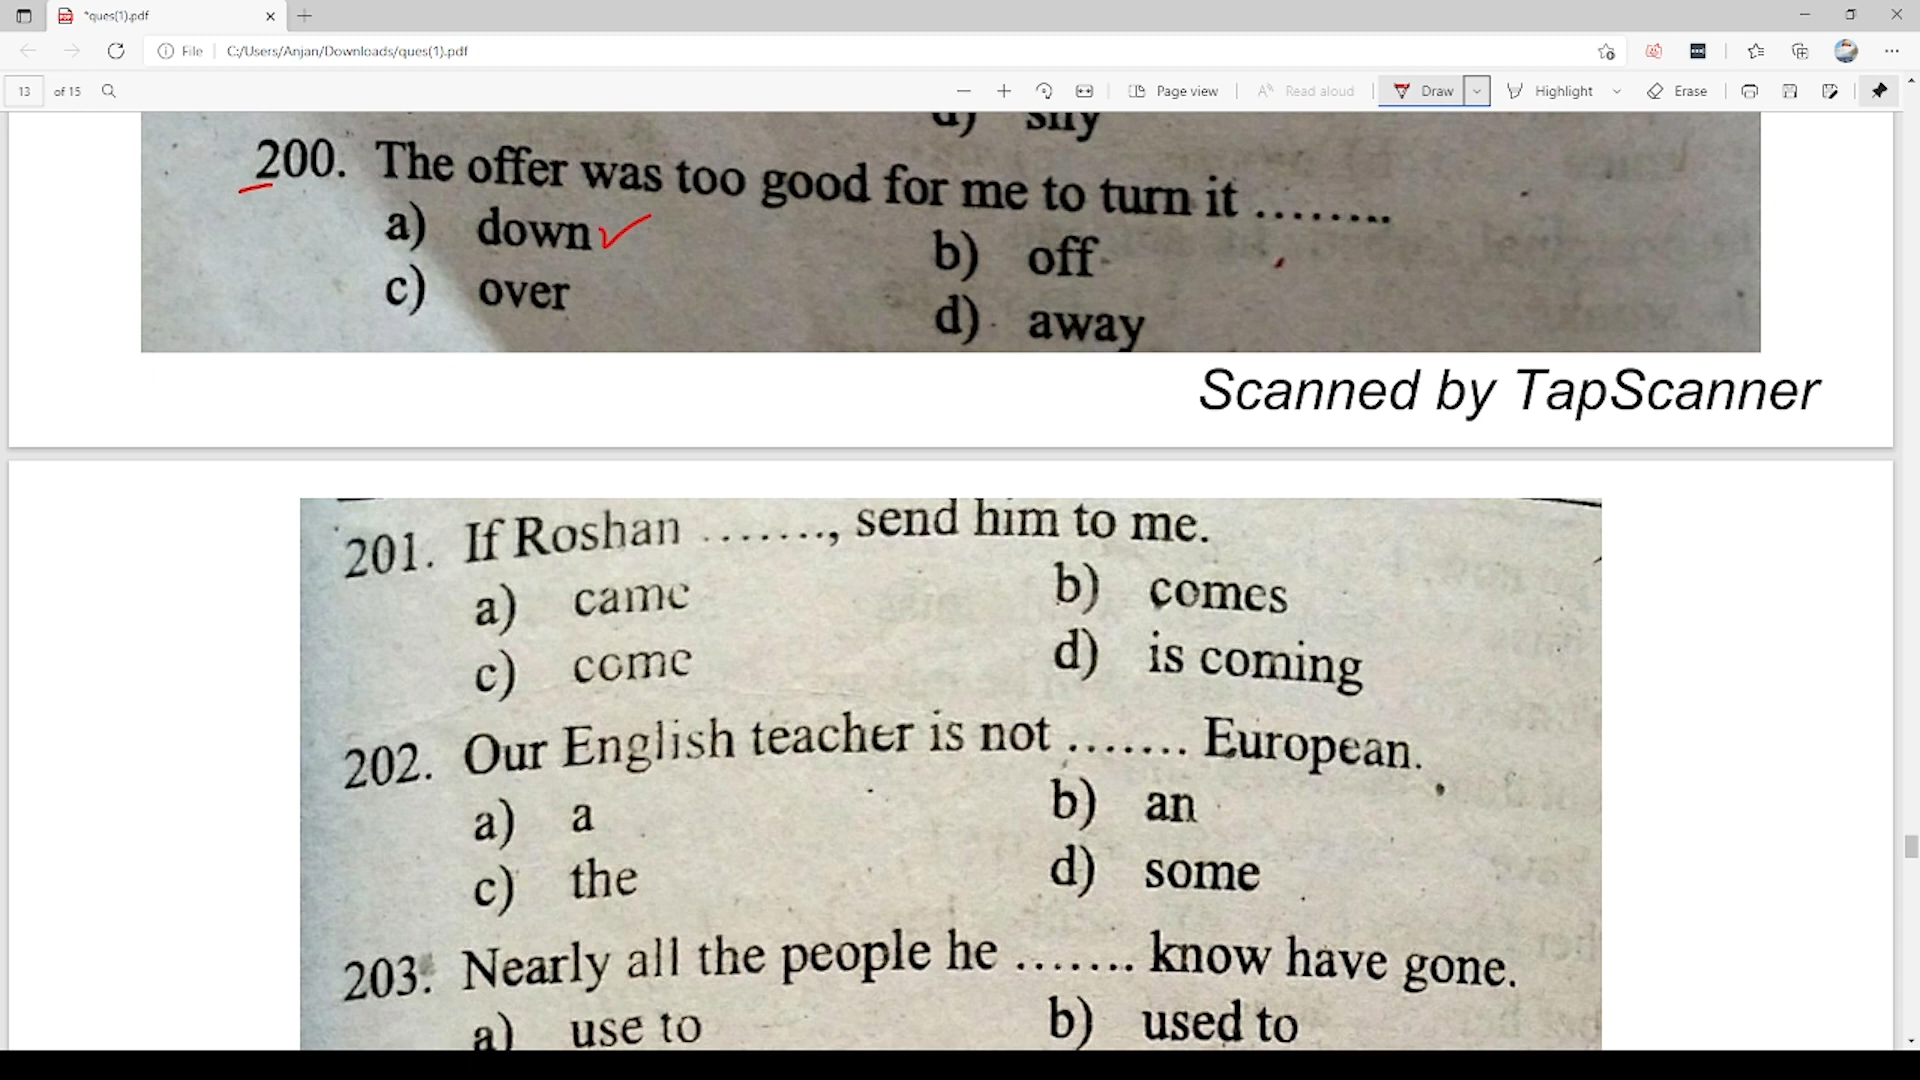 *ques(1).pdf
File C:/Users/Anjan/Downloads/ques(1).pdf
13 of 15 Page view Read aloud Draw Highlight Erase
d) shy
200. The offer was too good for me to turn it ........
a) down
b) off
c) over
d) away
Scanned by TapScanner
201. If Roshan ......., send him to me.
a) came
b) comes
c) come
d) is coming
202. Our English teacher is not ....... European.
a) a
b) an
c) the
d) some
203. Nearly all the people he ....... know have gone.
a) use to
b) used to